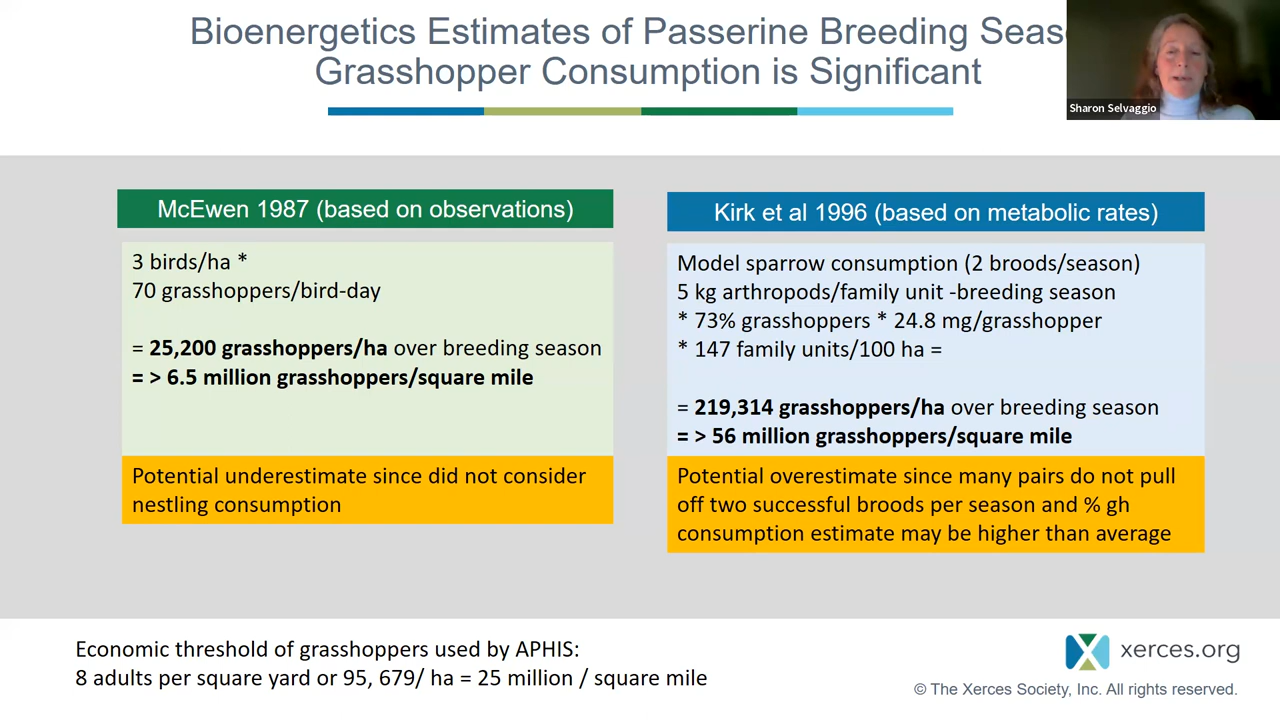 Bioenergetics Estimates of Passerine Breeding Seas
Grasshopper Consumption is Significant
Sharon Selvaggio
McEwen 1987 (based on observations)
3 birds/ha *
70 grasshoppers/bird-day
= 25,200 grasshoppers/ha over breeding season
= > 6.5 million grasshoppers/square mile
Potential underestimate since did not consider
nestling consumption
Kirk et al 1996 (based on metabolic rates)
Model sparrow consumption (2 broods/season)
5 kg arthropods/family unit -breeding season
* 73% grasshoppers * 24.8 mg/grasshopper
* 147 family units/100 ha =
= 219,314 grasshoppers/ha over breeding season
= > 56 million grasshoppers/square mile
Potential overestimate since many pairs do not pull
off two successful broods per season and % gh
consumption estimate may be higher than average
Economic threshold of grasshoppers used by APHIS:
8 adults per square yard or 95, 679/ ha = 25 million / square mile
xerces.org
© The Xerces Society, Inc. All rights reserved.